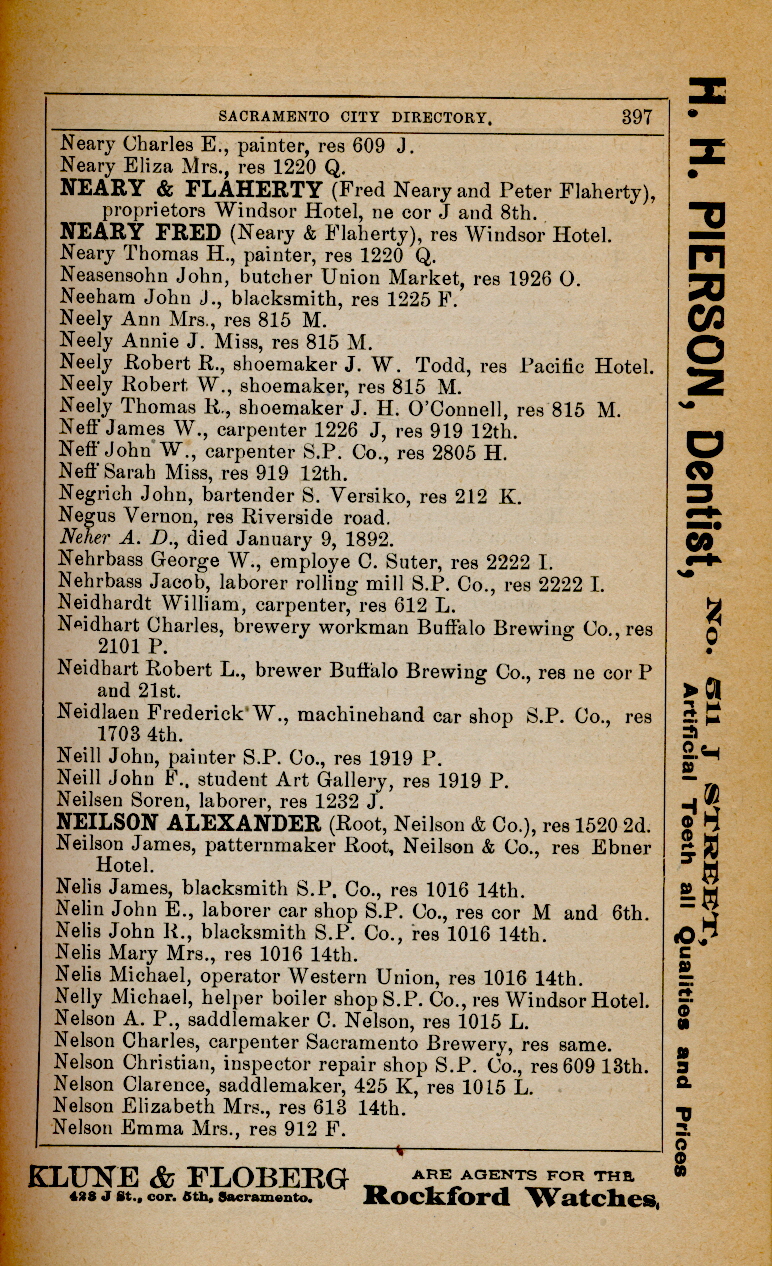 SACRAMENTO CITY DIRECTORY. 397
Neary Charles E., painter, res 609 J.
Neary Eliza Mrs., res 1220 Q.
NEARY & FLAHERTY (Fred Neary and Peter Flaherty),
proprietors Windsor Hotel, ne cor J and 8th.
NEARY FRED (Neary & Flaherty), res Windsor Hotel.
Neary Thomas H., painter, res 1220 Q.
Neasensohn John, butcher Union Market, res 1926 O.
Neeham John J., blacksmith, res 1225 F.
Neely Ann Mrs., res 815 M.
Neely Annie J. Miss, res 815 M.
Neely Robert R., shoemaker J. W. Todd, res Pacific Hotel.
Neely Robert W., shoemaker, res 815 M.
Neely Thomas R., shoemaker J. H. O'Connell, res 815 M.
Neff James W., carpenter 1226 J, res 919 12th.
Neff John W., carpenter S.P. Co., res 2805 H.
Neff Sarah Miss, res 919 12th.
Negrich John, bartender S. Versiko, res 212 K.
Negus Vernon, res Riverside road.
Neher A. D., died January 9, 1892.
Nehrbass George W., employe C. Suter, res 2222 I.
Nehrbass Jacob, laborer rolling mill S.P. Co., res 2222 I.
Neidhardt William, carpenter, res 612 L.
Neidhart Charles, brewery workman Buffalo Brewing Co., res
2101 P.
Neidhart Robert L., brewer Buffalo Brewing Co., res ne cor P
and 21st.
Neidlaen Frederick W., machinehand car shop S.P. Co., res
1703 4th.
Neill John, painter S.P. Co., res 1919 P.
Neill John F., student Art Gallery, res 1919 P.
Neilsen Soren, laborer, res 1232 J.
NEILSON ALEXANDER (Root, Neilson & Co.), res 1520 2d.
Neilson James, patternmaker Root, Neilson & Co., res Ebner
Hotel.
Nelis James, blacksmith S.P. Co., res 1016 14th.
Nelin John E., laborer car shop S.P. Co., res cor M and 6th.
Nelis John R., blacksmith S.P. Co., res 1016 14th.
Nelis Mary Mrs., res 1016 14th.
Nelis Michael, operator Western Union, res 1016 14th.
Nelly Michael, helper boiler shop S.P. Co., res Windsor Hotel.
Nelson A. P., saddlemaker C. Nelson, res 1015 L.
Nelson Charles, carpenter Sacramento Brewery, res same.
Nelson Christian, inspector repair shop S.P. Co., res 609 13th.
Nelson Clarence, saddlemaker, 425 K, res 1015 L.
Nelson Elizabeth Mrs., res 613 14th.
Nelson Emma Mrs., res 912 F.
H. H. PIERSON, Dentist, No. 511 J STREET,
Artificial Teeth all Qualities and Prices
KLUNE & FLOBERG ARE AGENTS FOR THE
428 J St., cor. 5th, Sacramento. Rockford Watches,